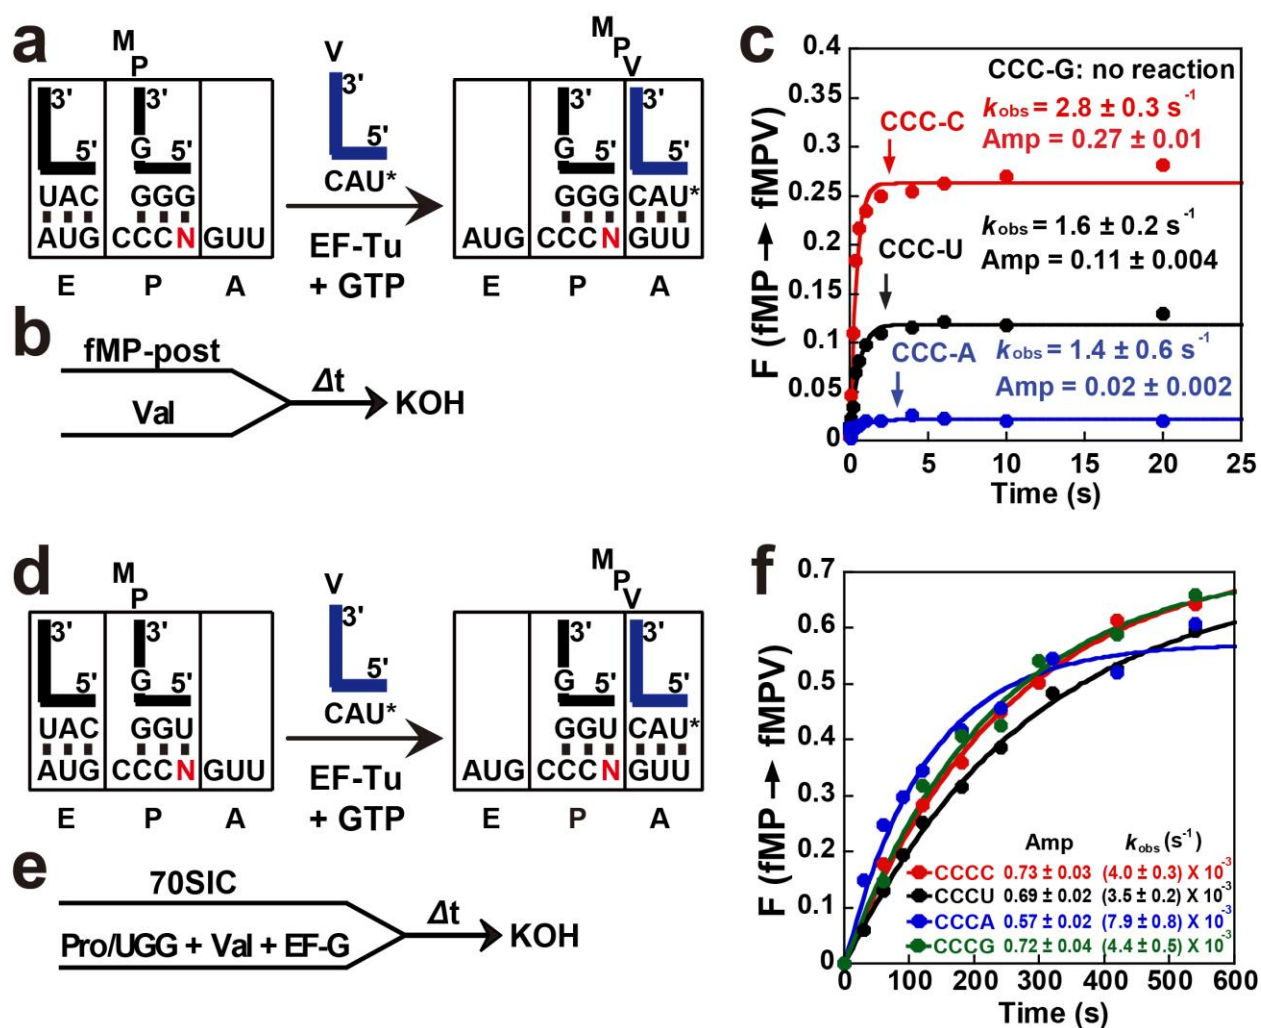 a
M
P
V
M
P
V
3'
3'
3'
3'
3'
G
5'
5'
5'
G
5'
5'
UAC
GGG
CAU*
GGG
CAU*
AUG
CCCN
GUU
EF-Tu
+ GTP
AUG
CCCN
GUU
E
P
A
E
P
A
b
fMP-post
Val
Δt
KOH
c
0.4
0.35
0.3
0.25
0.2
0.15
0.1
0.05
0
F (fMP → fMPV)
CCC-G: no reaction
CCC-C
kobs = 2.8 ± 0.3 s-1
Amp = 0.27 ± 0.01
CCC-U
kobs = 1.6 ± 0.2 s-1
Amp = 0.11 ± 0.004
CCC-A
kobs = 1.4 ± 0.6 s-1
Amp = 0.02 ± 0.002
0 5 10 15 20 25
Time (s)
d
M
P
V
M
P
V
3'
3'
3'
3'
3'
G
5'
5'
5'
G
5'
5'
UAC
GGU
CAU*
GGU
CAU*
AUG
CCCN
GUU
EF-Tu
+ GTP
AUG
CCCN
GUU
E
P
A
E
P
A
e
70SIC
Pro/UGG + Val + EF-G
Δt
KOH
f
0.7
0.6
0.5
0.4
0.3
0.2
0.1
0
F (fMP → fMPV)
Amp kobs (s-1)
CCCC 0.73 ± 0.03 (4.0 ± 0.3) X 10-3
CCCU 0.69 ± 0.02 (3.5 ± 0.2) X 10-3
CCCA 0.57 ± 0.02 (7.9 ± 0.8) X 10-3
CCCG 0.72 ± 0.04 (4.4 ± 0.5) X 10-3
0 100 200 300 400 500 600
Time (s)